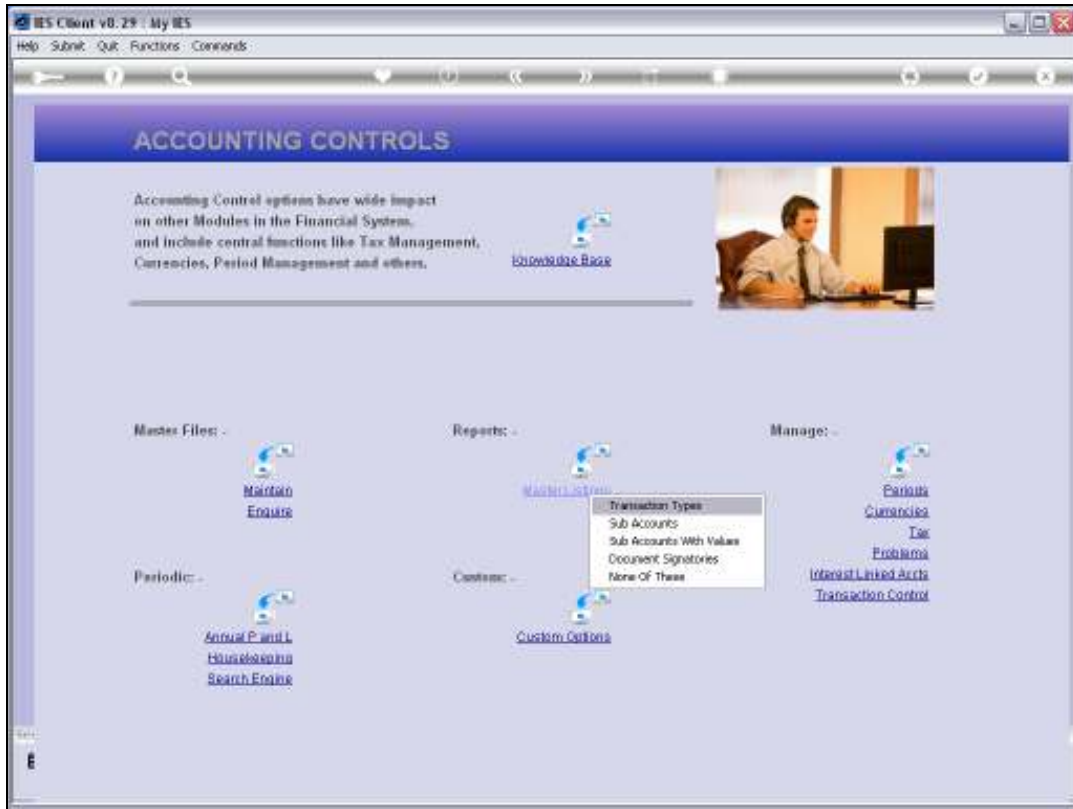 IES Client v8.29 : My IES
Help Submit Quit Functions Commands
ACCOUNTING CONTROLS
Accounting Control options have wide impact
on other Modules in the Financial System,
and include central functions like Tax Management,
Currencies, Period Management and others.
Knowledge Base
Master Files: -
Maintain
Enquire
Reports: -
Master Listings
Transaction Types
Sub Accounts
Sub Accounts With Values
Document Signatories
None Of These
Manage: -
Periods
Currencies
Tax
Problems
Interest Linked Accts
Transaction Control
Periodic: -
Annual P and L
Housekeeping
Search Engine
Custom: -
Custom Options